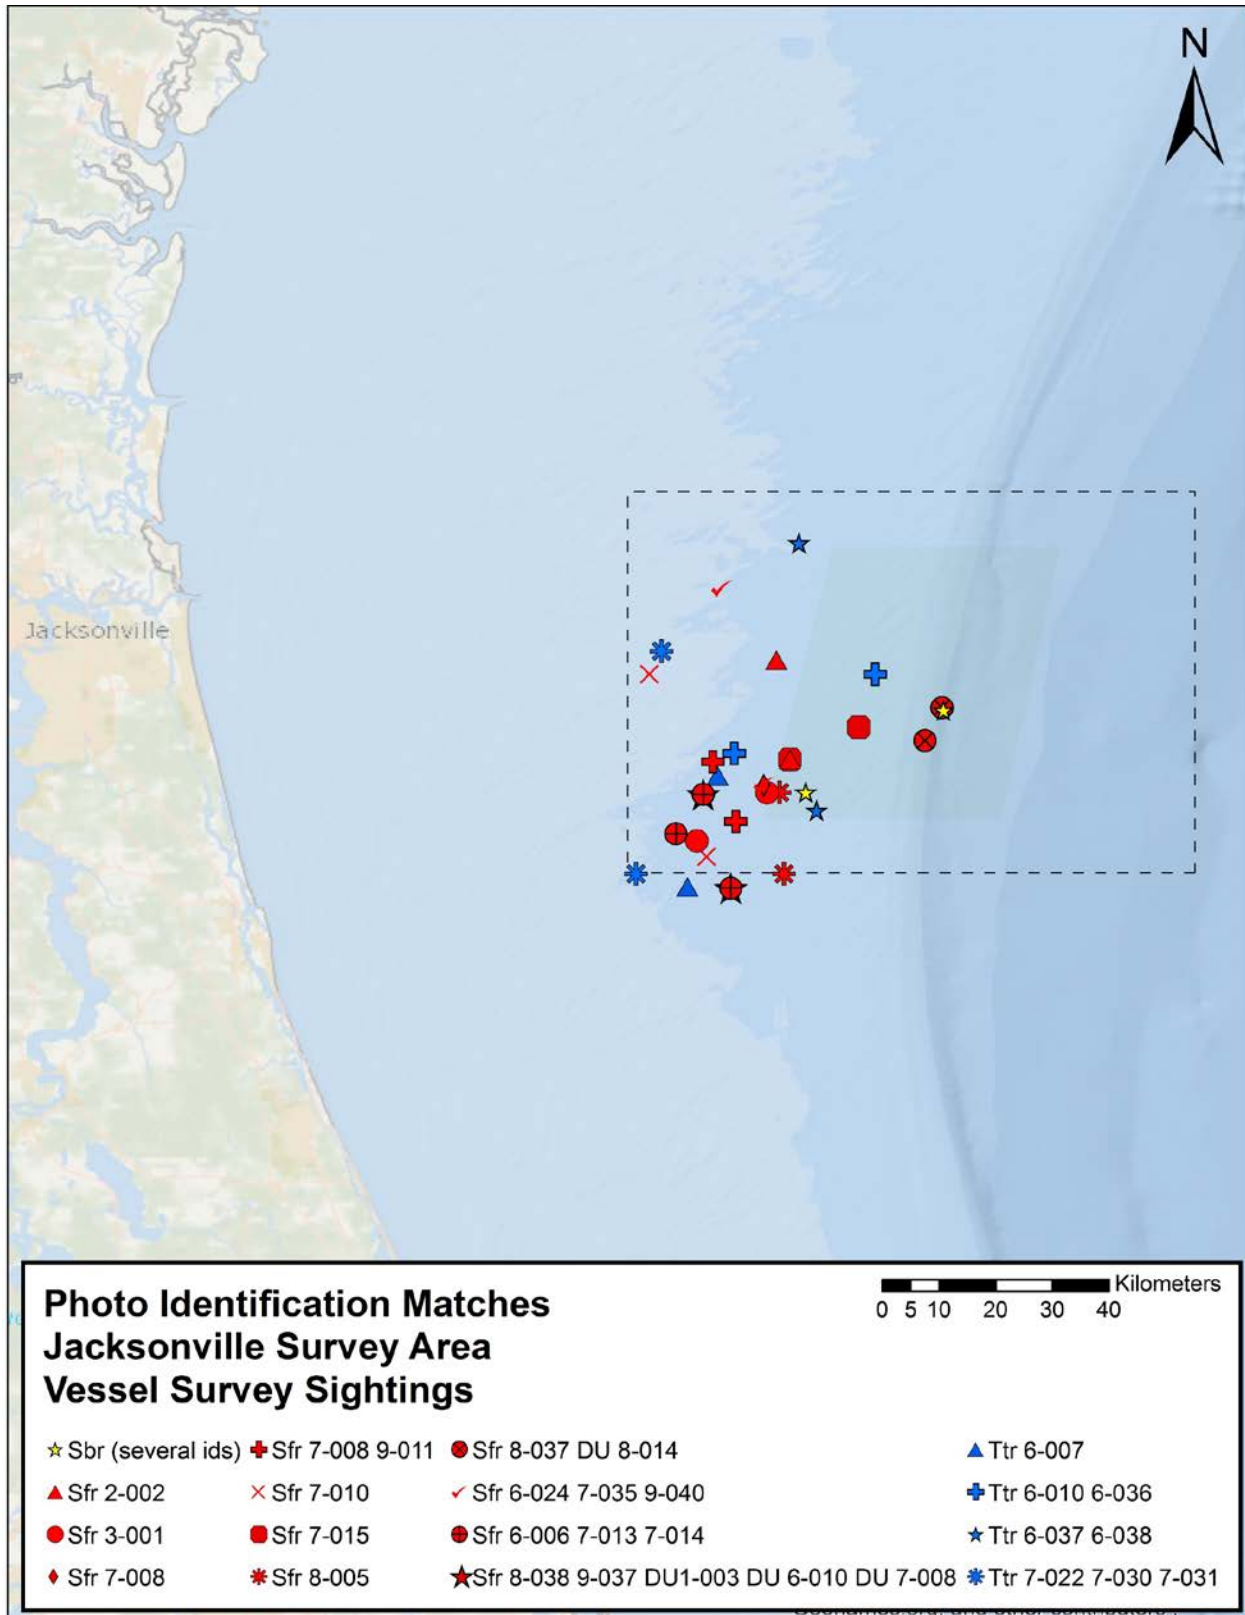 N
Jacksonville
Kilometers
0 5 10 20 30 40
Photo Identification Matches
Jacksonville Survey Area
Vessel Survey Sightings
Sbr (several ids) Sfr 7-008 9-011 Sfr 8-037 DU 8-014 Ttr 6-007
Sfr 2-002 Sfr 7-010 Sfr 6-024 7-035 9-040 Ttr 6-010 6-036
Sfr 3-001 Sfr 7-015 Sfr 6-006 7-013 7-014 Ttr 6-037 6-038
Sfr 7-008 Sfr 8-005 Sfr 8-038 9-037 DU1-003 DU 6-010 DU 7-008 Ttr 7-022 7-030 7-031